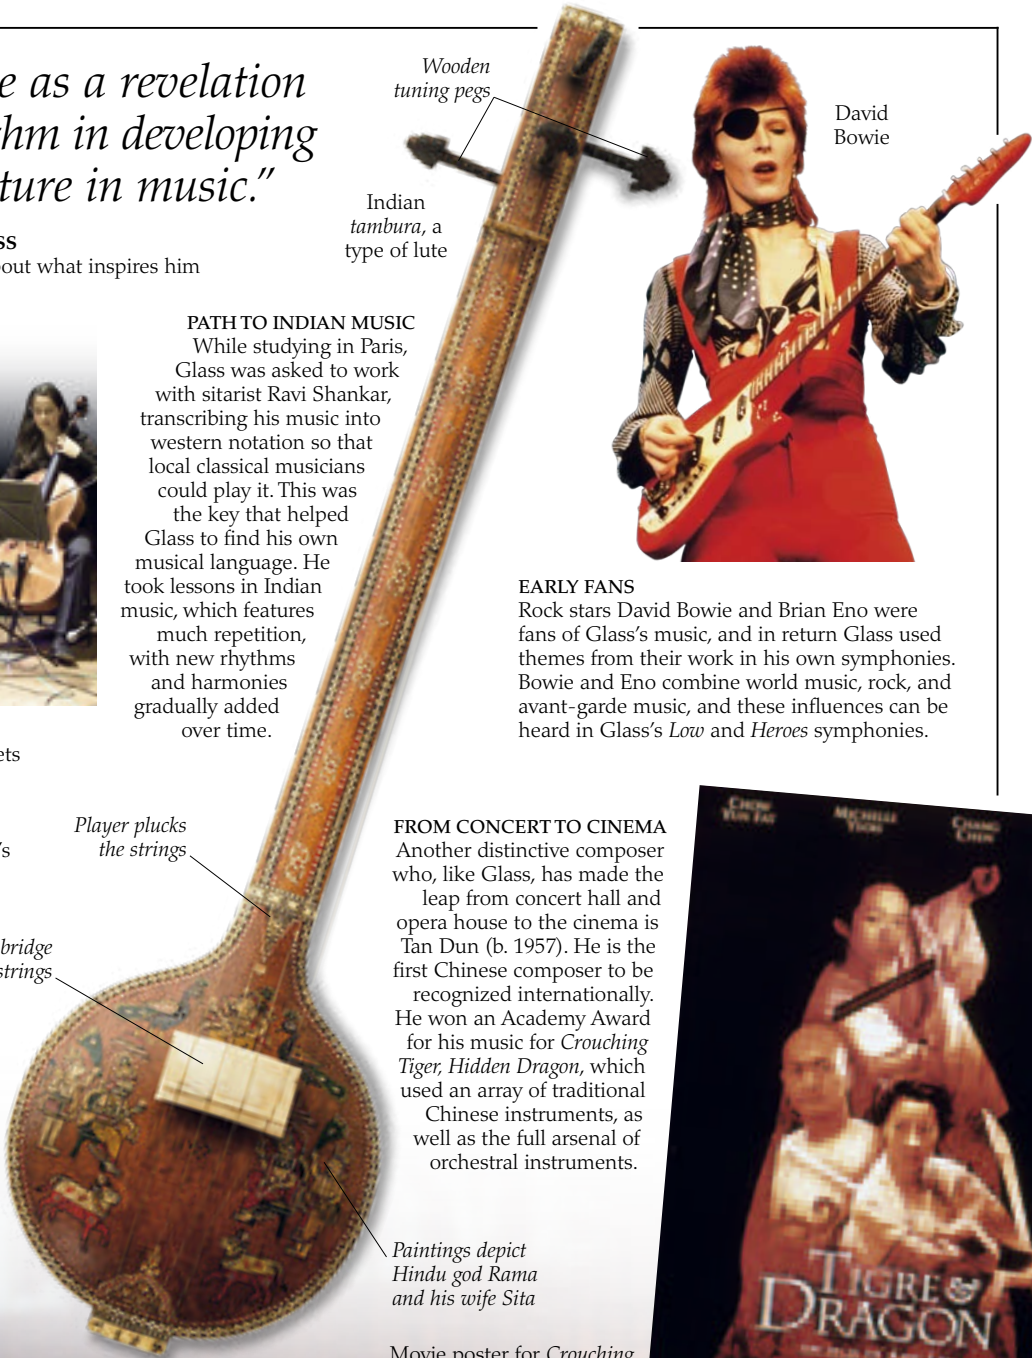 e as a revelation
hm in developing
ture in music.”
ss
out what inspires him
Wooden
tuning pegs
Indian
tambura, a
type of lute
David
Bowie
PATH TO INDIAN MUSIC
While studying in Paris,
Glass was asked to work
with sitarist Ravi Shankar,
transcribing his music into
western notation so that
local classical musicians
could play it. This was
the key that helped
Glass to find his own
musical language. He
took lessons in Indian
music, which features
much repetition,
with new rhythms
and harmonies
gradually added
over time.
EARLY FANS
Rock stars David Bowie and Brian Eno were
fans of Glass’s music, and in return Glass used
themes from their work in his own symphonies.
Bowie and Eno combine world music, rock, and
avant-garde music, and these influences can be
heard in Glass’s Low and Heroes symphonies.
ets
’s
Player plucks
the strings
bridge
strings
FROM CONCERT TO CINEMA
Another distinctive composer
who, like Glass, has made the
leap from concert hall and
opera house to the cinema is
Tan Dun (b. 1957). He is the
first Chinese composer to be
recognized internationally.
He won an Academy Award
for his music for Crouching
Tiger, Hidden Dragon, which
used an array of traditional
Chinese instruments, as
well as the full arsenal of
orchestral instruments.
Paintings depict
Hindu god Rama
and his wife Sita
Movie poster for Crouching
CHOW
YUN FAT
MICHELLE
YEOH
CHANG
CHEN
TIGRE &
DRAGON